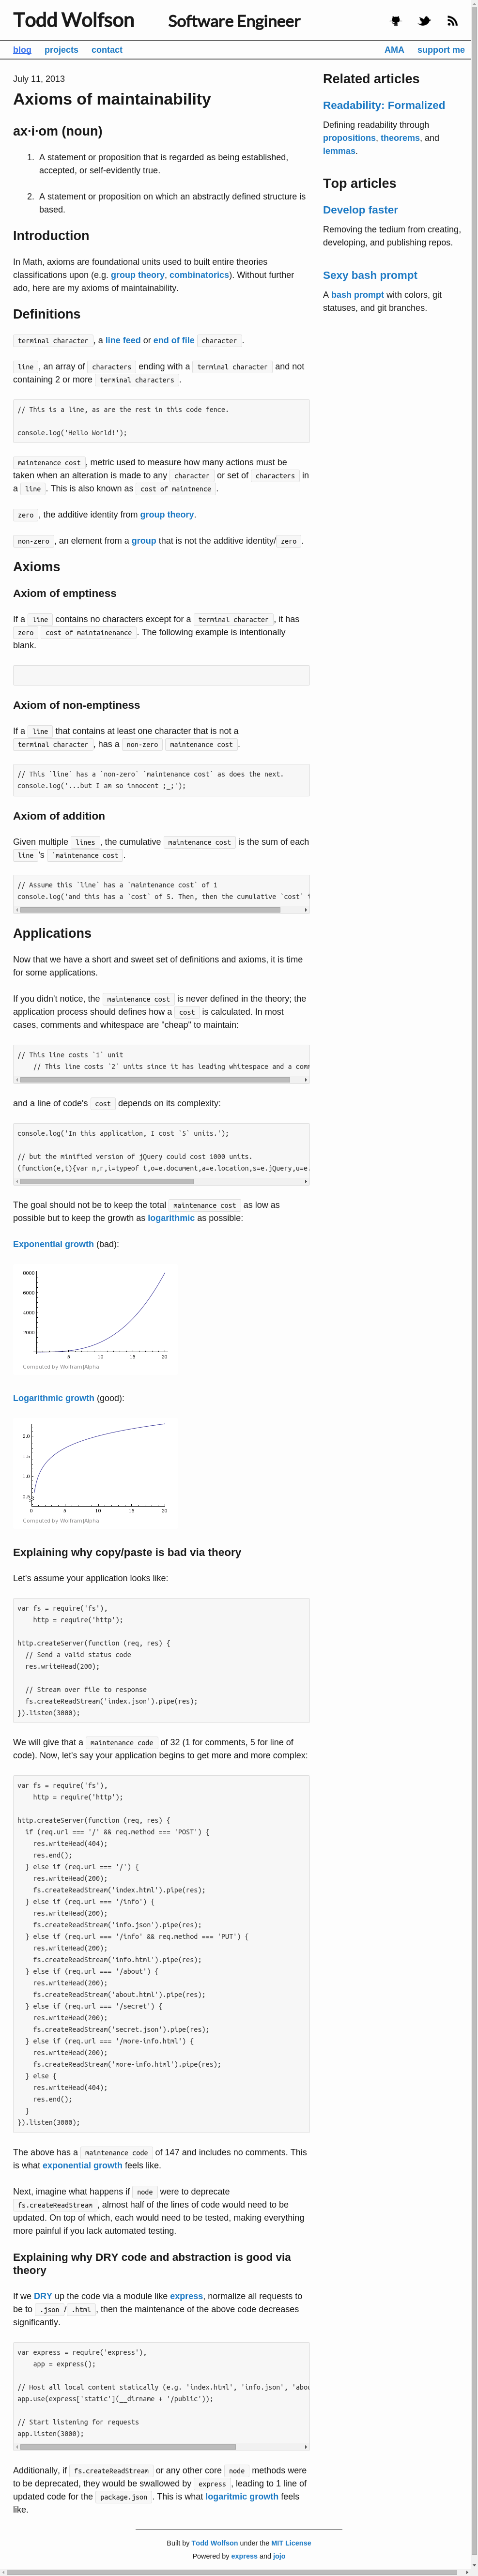 Todd Wolfson Software Engineer
blog projects contact AMA support me
July 11, 2013
Axioms of maintainability
ax·i·om (noun)
1. A statement or proposition that is regarded as being established,
accepted, or self-evidently true.
2. A statement or proposition on which an abstractly defined structure is
based.
Introduction
In Math, axioms are foundational units used to built entire theories
classifications upon (e.g. group theory, combinatorics). Without further
ado, here are my axioms of maintainability.
Definitions
terminal character, a line feed or end of file character.
line, an array of characters ending with a terminal character and not
containing 2 or more terminal characters.
// This is a line, as are the rest in this code fence.
console.log('Hello World!');
maintenance cost, metric used to measure how many actions must be
taken when an alteration is made to any character or set of characters in
a line. This is also known as cost of maintnence.
zero, the additive identity from group theory.
non-zero, an element from a group that is not the additive identity/zero.
Axioms
Axiom of emptiness
If a line contains no characters except for a terminal character, it has
zero cost of maintainenance. The following example is intentionally
blank.
Axiom of non-emptiness
If a line that contains at least one character that is not a
terminal character, has a non-zero maintenance cost.
// This `line` has a `non-zero` `maintenance cost` as does the next.
console.log('...but I am so innocent ;_;');
Axiom of addition
Given multiple lines, the cumulative maintenance cost is the sum of each
line's `maintenance cost.
// Assume this `line` has a `maintenance cost` of 1
console.log('and this has a `cost` of 5. Then, then the cumulative `cost` i
Applications
Now that we have a short and sweet set of definitions and axioms, it is time
for some applications.
If you didn't notice, the maintenance cost is never defined in the theory; the
application process should defines how a cost is calculated. In most
cases, comments and whitespace are "cheap" to maintain:
// This line costs `1` unit
// This line costs `2` units since it has leading whitespace and a comm
and a line of code's cost depends on its complexity:
console.log('In this application, I cost `5` units.');
// but the minified version of jQuery could cost 1000 units.
(function(e,t){var n,r,i=typeof t,o=e.document,a=e.location,s=e.jQuery,u=e.
The goal should not be to keep the total maintenance cost as low as
possible but to keep the growth as logarithmic as possible:
Exponential growth (bad):
8000
6000
4000
2000
5 10 15 20
Computed by Wolfram|Alpha
Logarithmic growth (good):
2.0
1.5
1.0
0.5
0 5 10 15 20
Computed by Wolfram|Alpha
Explaining why copy/paste is bad via theory
Let's assume your application looks like:
var fs = require('fs'),
http = require('http');
http.createServer(function (req, res) {
// Send a valid status code
res.writeHead(200);
// Stream over file to response
fs.createReadStream('index.json').pipe(res);
}).listen(3000);
We will give that a maintenance code of 32 (1 for comments, 5 for line of
code). Now, let's say your application begins to get more and more complex:
var fs = require('fs'),
http = require('http');
http.createServer(function (req, res) {
if (req.url === '/' && req.method === 'POST') {
res.writeHead(404);
res.end();
} else if (req.url === '/') {
res.writeHead(200);
fs.createReadStream('index.html').pipe(res);
} else if (req.url === '/info') {
res.writeHead(200);
fs.createReadStream('info.json').pipe(res);
} else if (req.url === '/info' && req.method === 'PUT') {
res.writeHead(200);
fs.createReadStream('info.html').pipe(res);
} else if (req.url === '/about') {
res.writeHead(200);
fs.createReadStream('about.html').pipe(res);
} else if (req.url === '/secret') {
res.writeHead(200);
fs.createReadStream('secret.json').pipe(res);
} else if (req.url === '/more-info.html') {
res.writeHead(200);
fs.createReadStream('more-info.html').pipe(res);
} else {
res.writeHead(404);
res.end();
}
}).listen(3000);
The above has a maintenance code of 147 and includes no comments. This
is what exponential growth feels like.
Next, imagine what happens if node were to deprecate
fs.createReadStream, almost half of the lines of code would need to be
updated. On top of which, each would need to be tested, making everything
more painful if you lack automated testing.
Explaining why DRY code and abstraction is good via
theory
If we DRY up the code via a module like express, normalize all requests to
be to .json/.html, then the maintenance of the above code decreases
significantly.
var express = require('express'),
app = express();
// Host all local content statically (e.g. 'index.html', 'info.json', 'abou
app.use(express['static'](__dirname + '/public'));
// Start listening for requests
app.listen(3000);
Additionally, if fs.createReadStream or any other core node methods were
to be deprecated, they would be swallowed by express, leading to 1 line of
updated code for the package.json. This is what logaritmic growth feels
like.
Related articles
Readability: Formalized
Defining readability through
propositions, theorems, and
lemmas.
Top articles
Develop faster
Removing the tedium from creating,
developing, and publishing repos.
Sexy bash prompt
A bash prompt with colors, git
statuses, and branches.
Built by Todd Wolfson under the MIT License
Powered by express and jojo